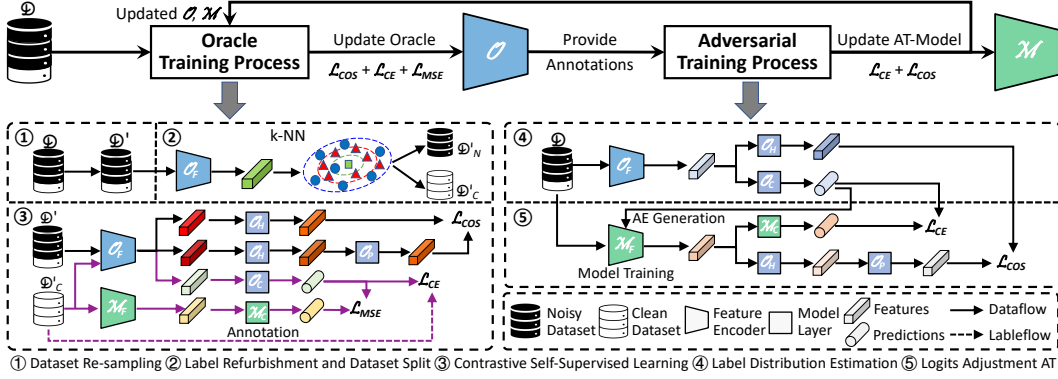 𝒟
Updated 𝒪, ℳ
Oracle
Training Process
Update Oracle
ℒCOS + ℒCE + ℒMSE
𝒪
Provide
Annotations
Adversarial
Training Process
Update AT-Model
ℒCE + ℒCOS
ℳ
① 𝒟 𝒟'
② k-NN
𝒪F
𝒟'N
𝒟'C
③ 𝒟'
𝒪F
𝒪H
ℒCOS
𝒪H
𝒪P
𝒟'C
𝒪C
ℒCE
ℳF
ℳC
ℒMSE
Annotation
④ 𝒟
𝒪F
𝒪H
𝒪C
⑤ AE Generation
ℳF
ℳC
ℒCE
Model Training
𝒪H
𝒪P
ℒCOS
Noisy
Dataset
Clean
Dataset
Feature
Encoder
Model
Layer
Features
Predictions
Dataflow
Lableflow
① Dataset Re-sampling ② Label Refurbishment and Dataset Split ③ Contrastive Self-Supervised Learning ④ Label Distribution Estimation ⑤ Logits Adjustment AT